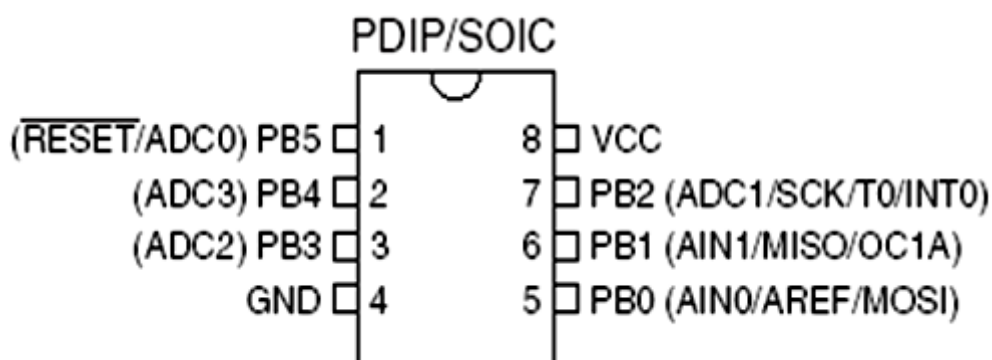 PDIP/SOIC
(RESET/ADC0) PB5 1 8 VCC
(ADC3) PB4 2 7 PB2 (ADC1/SCK/T0/INT0)
(ADC2) PB3 3 6 PB1 (AIN1/MISO/OC1A)
GND 4 5 PB0 (AIN0/AREF/MOSI)